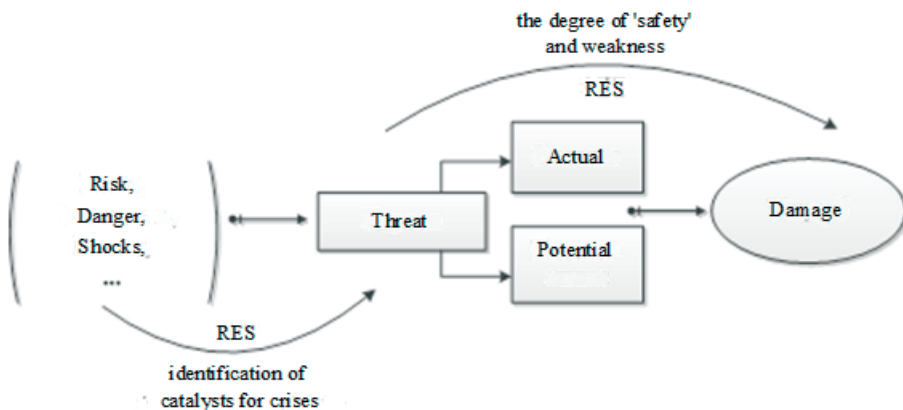 the degree of 'safety'
and weakness
RES
Actual
Risk,
Danger,
Shocks,
...
Threat
Damage
Potential
RES
identification of
catalysts for crises